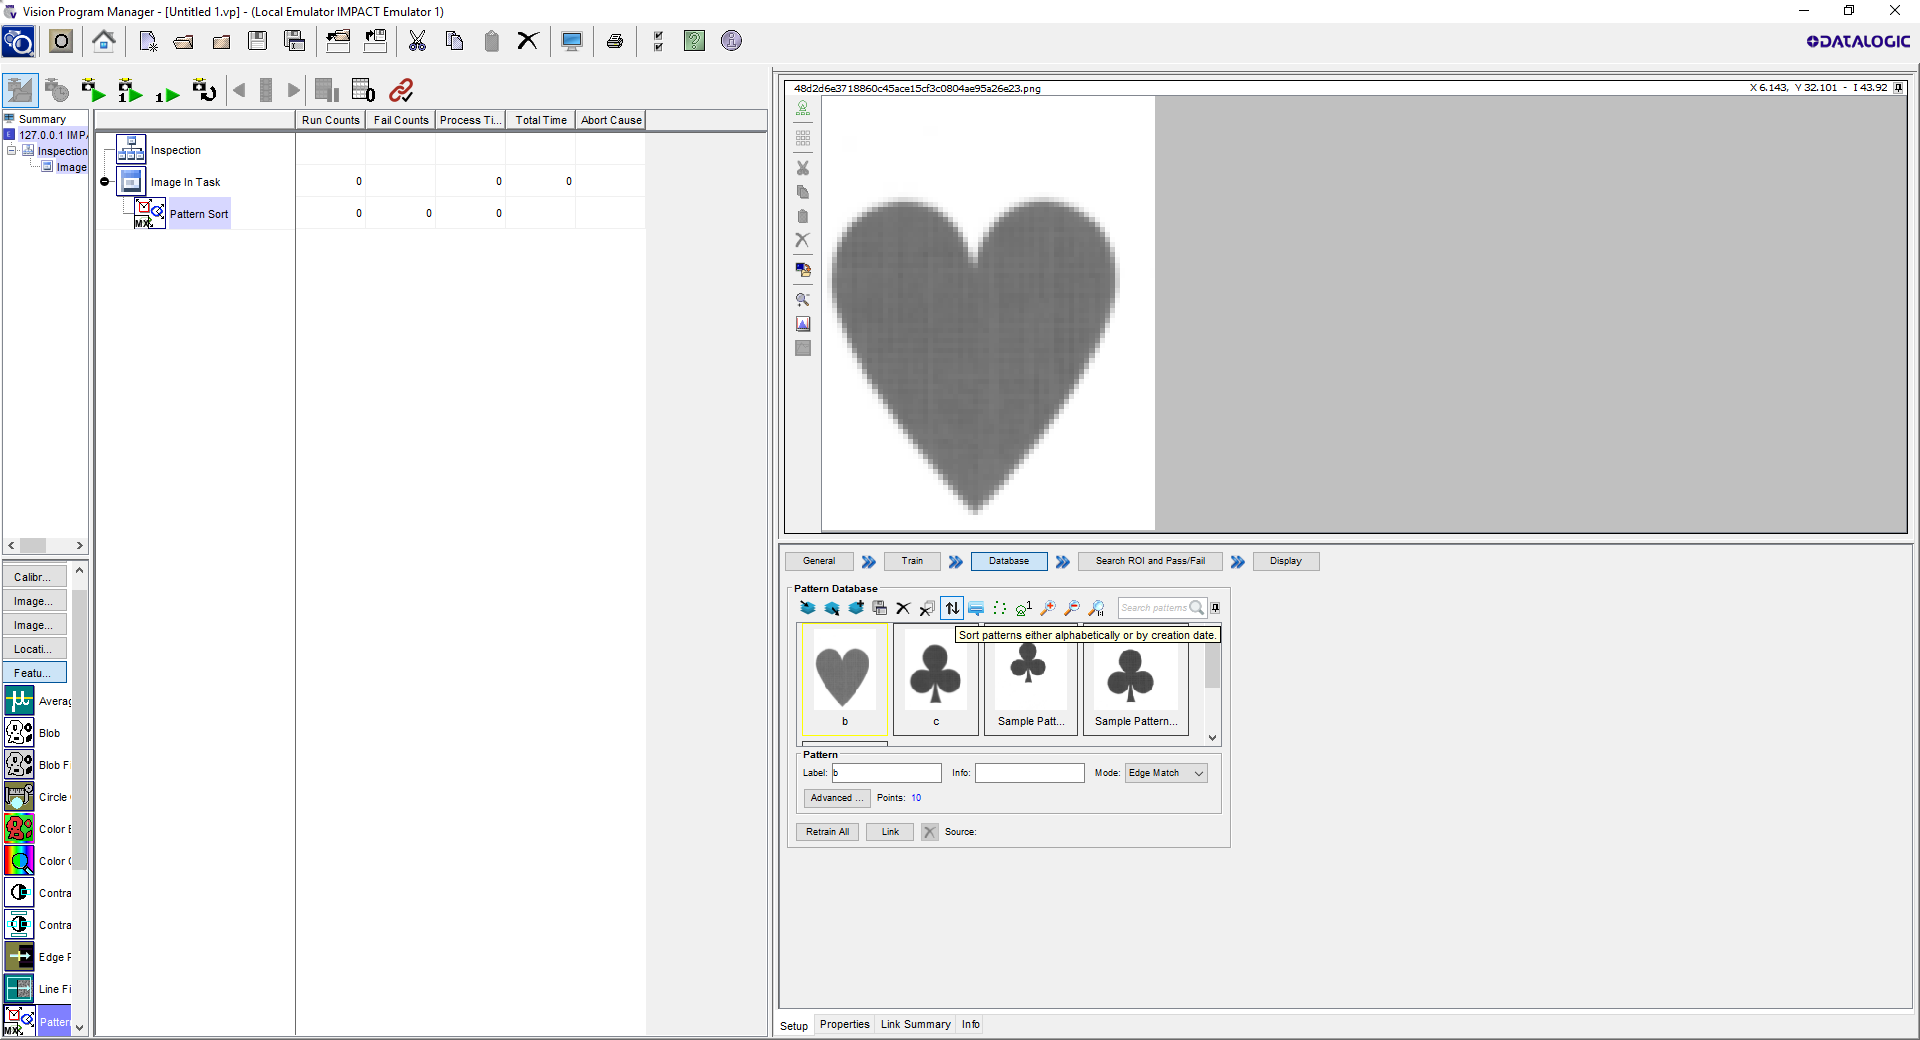 Vision Program Manager - [Untitled 1.vp] - (Local Emulator IMPACT Emulator 1)
DATALOGIC
Summary
127.0.0.1 IMP
Inspection
Image
Run Counts Fail Counts Process Ti... Total Time Abort Cause
Inspection
Image In Task 0 0 0
Pattern Sort 0 0 0
48d2d6e3718860c45ace15cf3c0804ae95a26e23.png
X 6.143, Y 32.101 - I 43.92
Calibr...
Image...
Image...
Locati...
Featu...
Averag
Blob
Blob Fi
Circle
Color B
Color
Contra
Contra
Edge P
Line Fi
Pattern
General Train Database Search ROI and Pass/Fail Display
Pattern Database
Search patterns
Sort patterns either alphabetically or by creation date.
b c Sample Patt... Sample Pattern...
Pattern
Label: b Info: Mode: Edge Match
Advanced ... Points: 10
Retrain All Link Source:
Setup Properties Link Summary Info